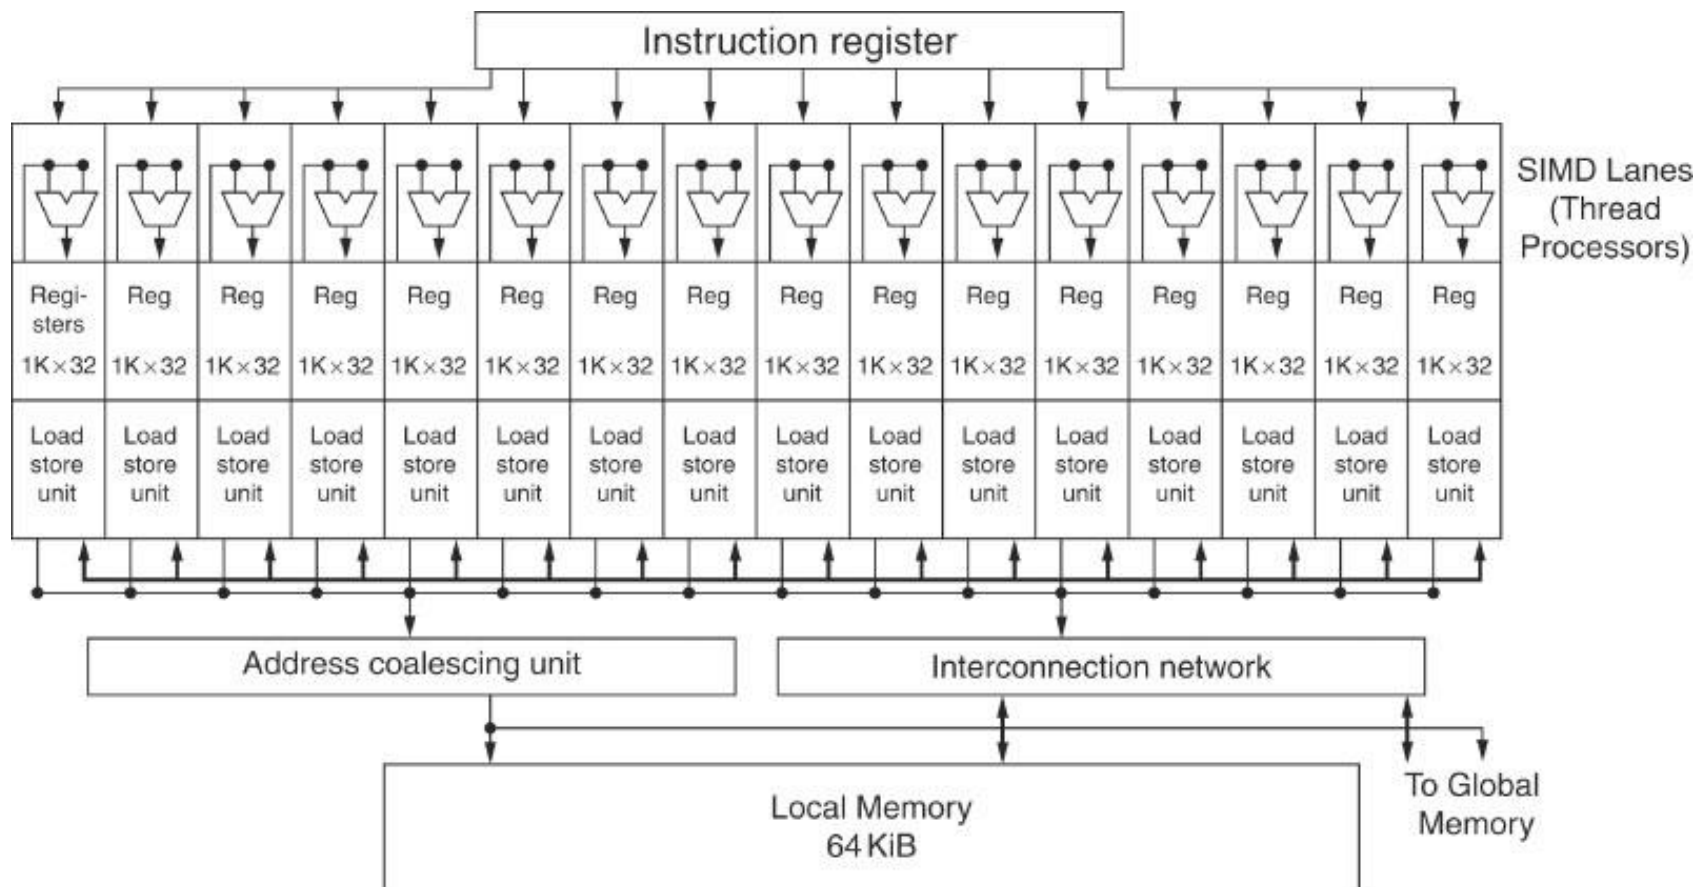 Instruction register
SIMD Lanes
(Thread
Processors)
Regi-
sters
Reg Reg Reg Reg Reg Reg Reg Reg Reg Reg Reg Reg Reg Reg Reg
1K×32 1K×32 1K×32 1K×32 1K×32 1K×32 1K×32 1K×32 1K×32 1K×32 1K×32 1K×32 1K×32 1K×32 1K×32 1K×32
Load Load Load Load Load Load Load Load Load Load Load Load Load Load Load Load
store store store store store store store store store store store store store store store store
unit unit unit unit unit unit unit unit unit unit unit unit unit unit unit unit
Address coalescing unit
Interconnection network
Local Memory
64 KiB
To Global
Memory